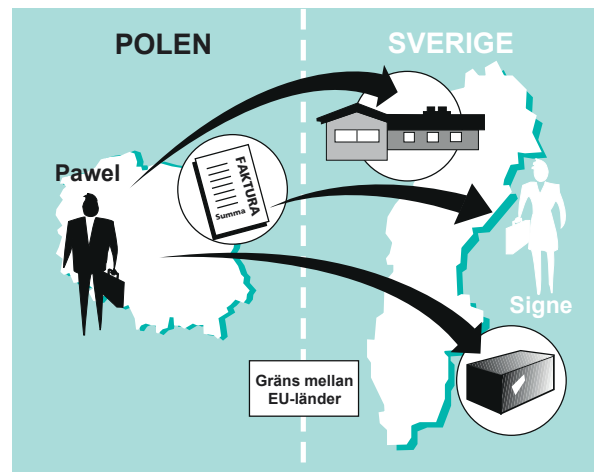 POLEN
SVERIGE
Pawel
FAKTURA
Summa
Signe
Gräns mellan
EU-länder